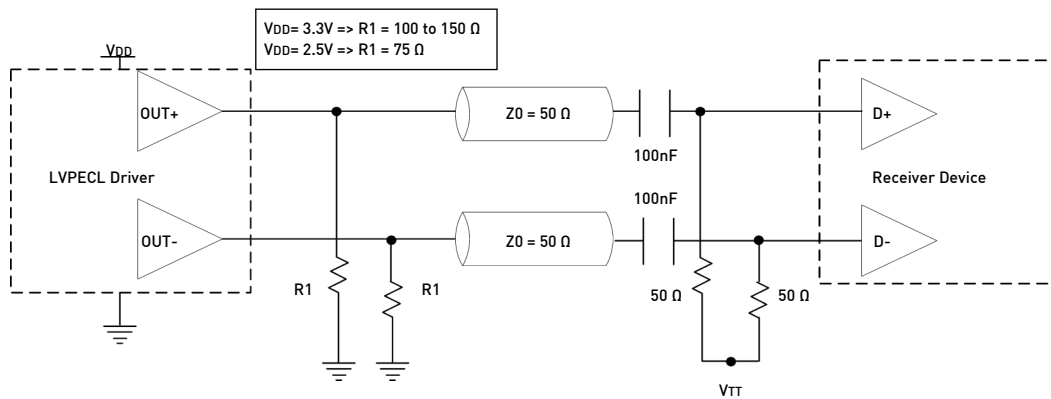 VDD= 3.3V => R1 = 100 to 150 Ω
VDD= 2.5V => R1 = 75 Ω
VDD
OUT+
Z0 = 50 Ω
D+
100nF
LVPECL Driver
Receiver Device
100nF
OUT-
Z0 = 50 Ω
D-
R1
R1
50 Ω
50 Ω
VTT